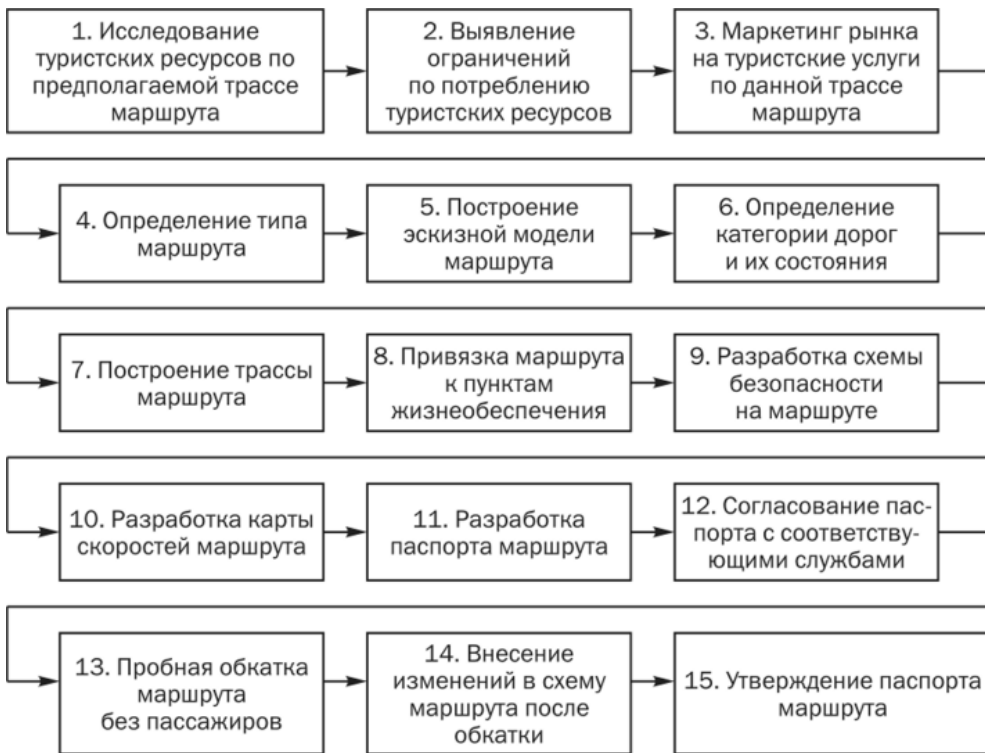 1. Исследование
туристских ресурсов по
предполагаемой трассе
маршрута
2. Выявление
ограничений
по потреблению
туристских ресурсов
3. Маркетинг рынка
на туристские услуги
по данной трассе
маршрута
4. Определение типа
маршрута
5. Построение
эскизной модели
маршрута
6. Определение
категории дорог
и их состояния
7. Построение трассы
маршрута
8. Привязка маршрута
к пунктам
жизнеобеспечения
9. Разработка схемы
безопасности
на маршруте
10. Разработка карты
скоростей маршрута
11. Разработка
паспорта маршрута
12. Согласование пас-
порта с соответству-
ющими службами
13. Пробная обкатка
маршрута
без пассажиров
14. Внесение
изменений в схему
маршрута после
обкатки
15. Утверждение паспорта
маршрута